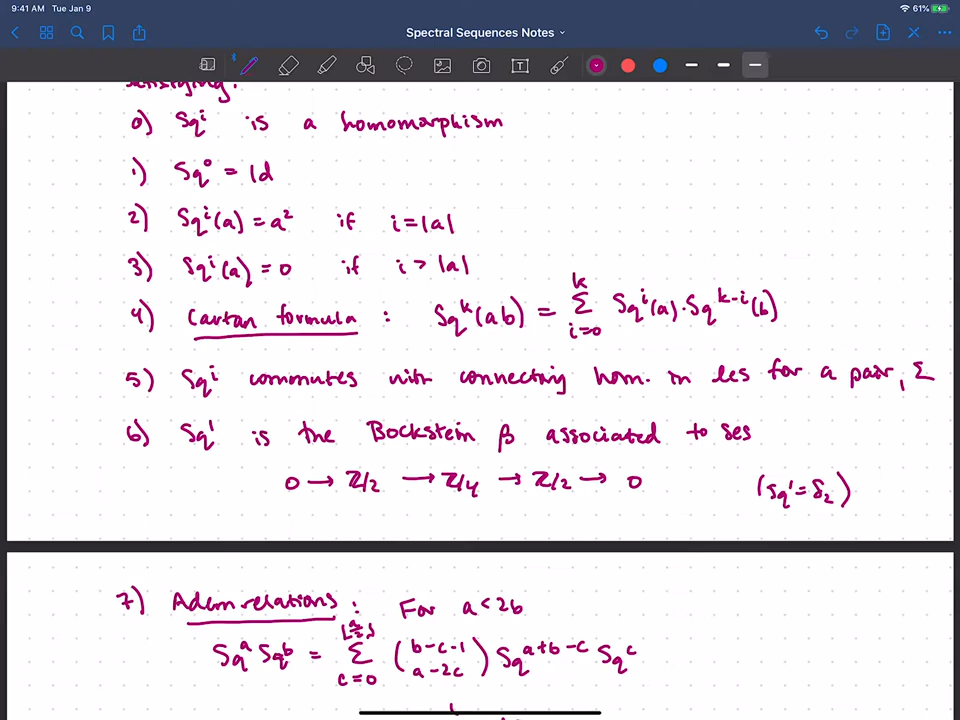 9:41 AM Tue Jan 9
61%
Spectral Sequences Notes
satisfying:
0) Sq^i is a homomorphism
1) Sq^0 = Id
2) Sq^i(a) = a^2 if i = |a|
3) Sq^i(a) = 0 if i > |a|
4) Cartan formula : Sq^k(ab) = Σ_{i=0}^{k} Sq^i(a)·Sq^{k-i}(b)
5) Sq^i commutes with connecting hom. in les for a pair, Σ
6) Sq^1 is the Bockstein β associated to ses
0 → ℤ/2 → ℤ/4 → ℤ/2 → 0 (Sq^1 = δ_2)
7) Adem relations : For a < 2b
Sq^a Sq^b = Σ_{c=0}^{⌊a/2⌋} (b-c-1 / a-2c) Sq^{a+b-c} Sq^c